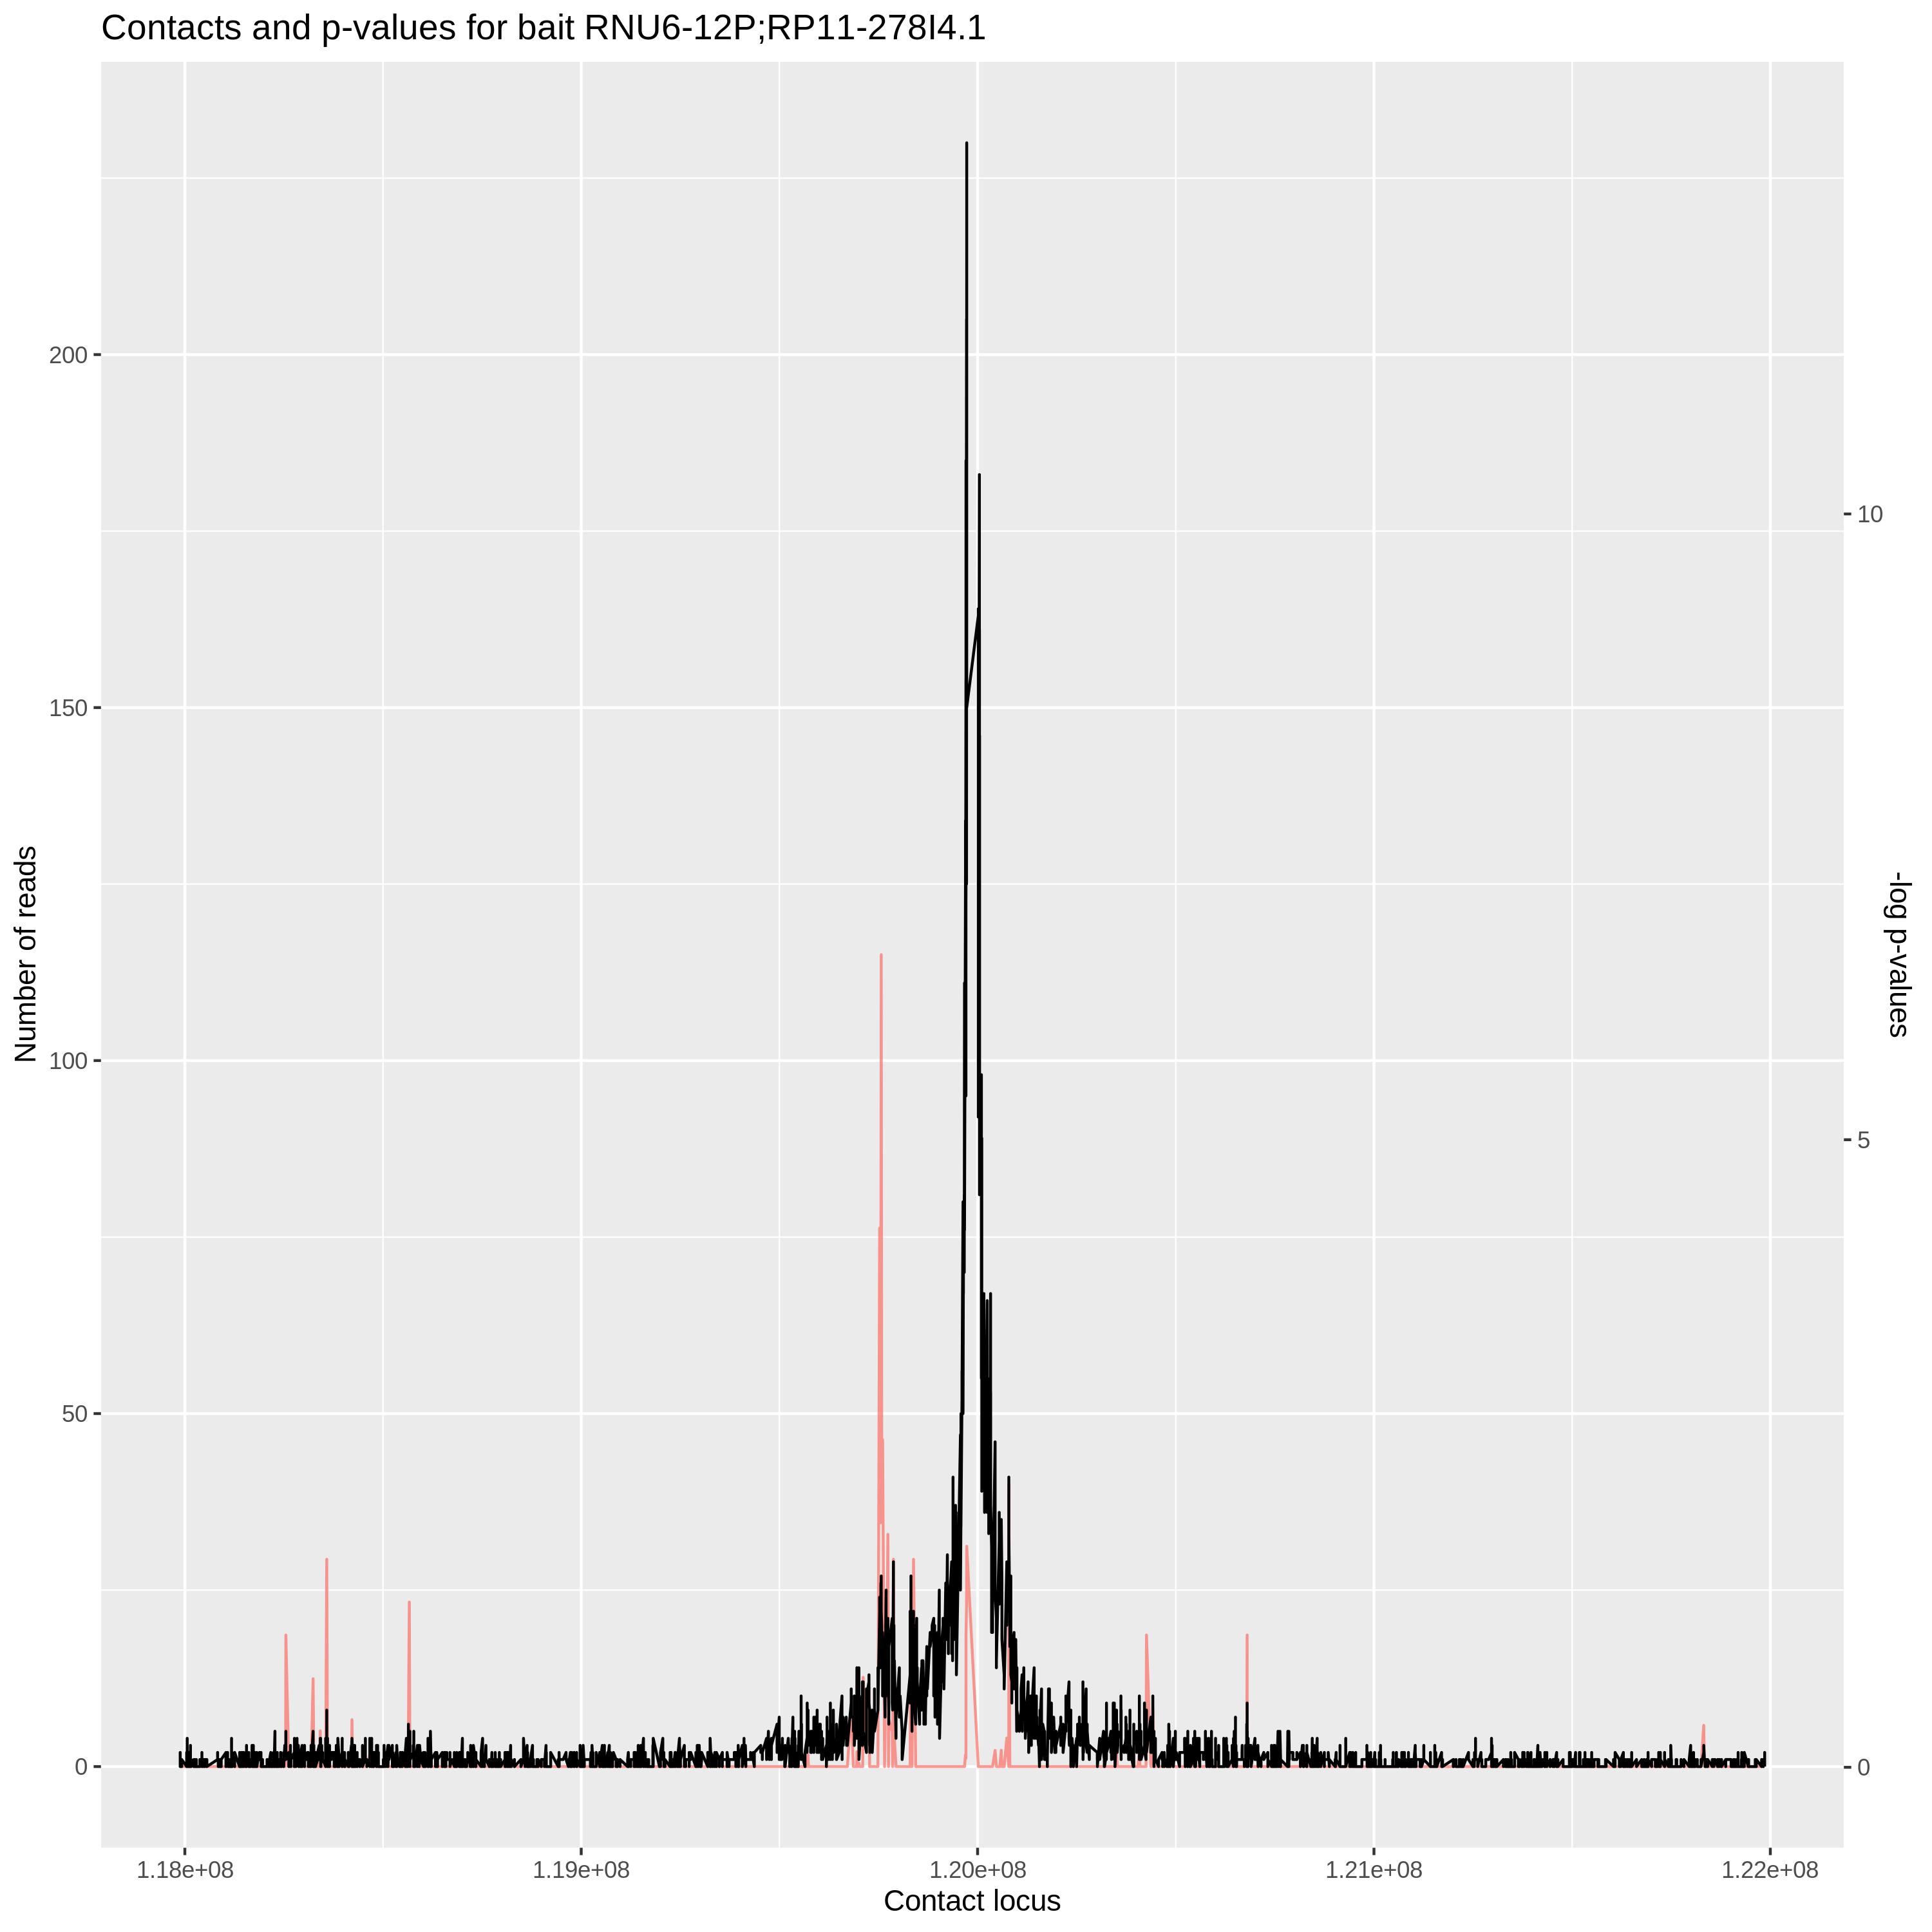 Contacts and p-values for bait RNU6-12P;RP11-278I4.1
Number of reads
200
150
100
50
0
10
5
0
-log p-values
1.18e+08
1.19e+08
1.20e+08
1.21e+08
1.22e+08
Contact locus